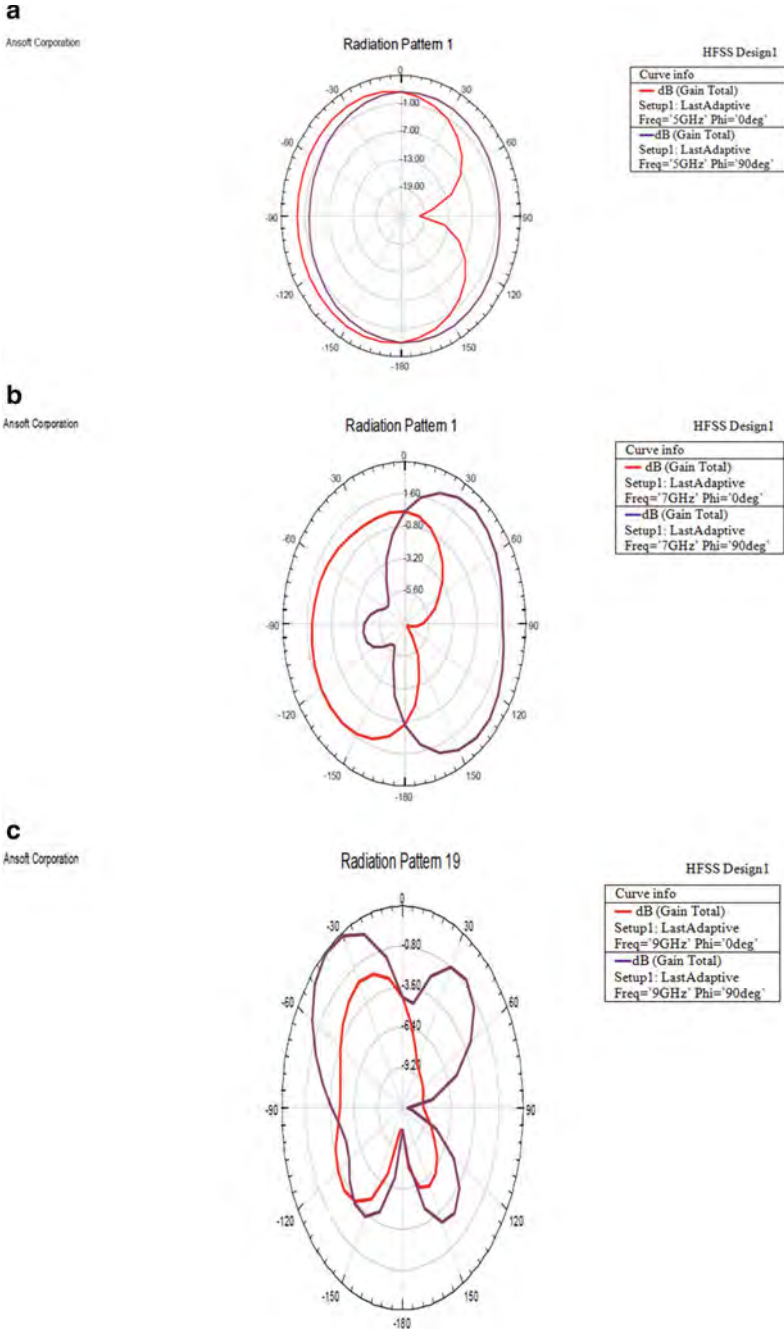 a
Ansoft Corporation
Radiation Pattern 1
HFSS Design1
Curve info
dB (Gain Total)
Setup1: LastAdaptive
Freq='5GHz' Phi='0deg'
dB (Gain Total)
Setup1: LastAdaptive
Freq='5GHz' Phi='90deg'
0
-30
30
-1.00
-60
60
-7.00
-13.00
-19.00
-90
90
-120
120
-150
150
-180
b
Ansoft Corporation
Radiation Pattern 1
HFSS Design1
Curve info
dB (Gain Total)
Setup1: LastAdaptive
Freq='7GHz' Phi='0deg'
dB (Gain Total)
Setup1: LastAdaptive
Freq='7GHz' Phi='90deg'
0
30
30
1.60
-0.80
-60
60
-3.20
-5.60
-90
90
-120
120
-150
150
-180
c
Ansoft Corporation
Radiation Pattern 19
HFSS Design1
Curve info
dB (Gain Total)
Setup1: LastAdaptive
Freq='9GHz' Phi='0deg'
dB (Gain Total)
Setup1: LastAdaptive
Freq='9GHz' Phi='90deg'
0
-30
30
-0.80
-60
60
-3.60
-6.40
-9.20
-90
90
-120
120
-150
150
-180